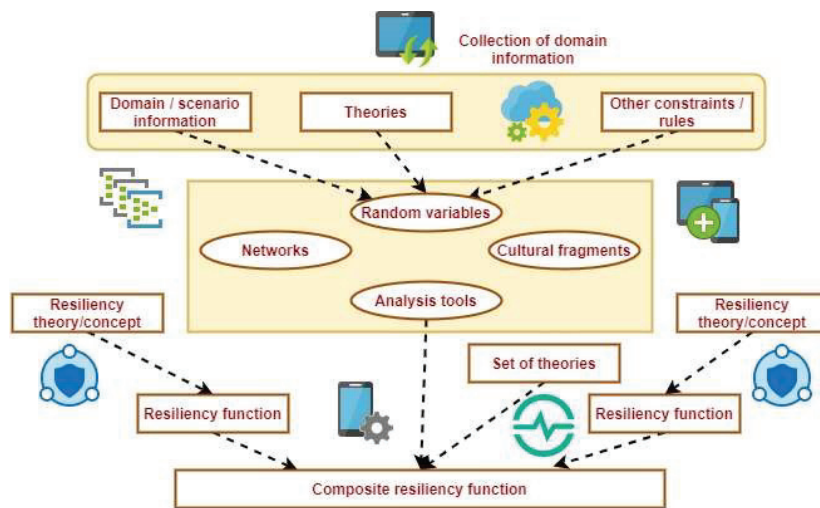 Collection of domain
information
Domain / scenario
information
Theories
Other constraints /
rules
Random variables
Networks
Cultural fragments
Analysis tools
Resiliency
theory/concept
Resiliency
theory/concept
Set of theories
Resiliency function
Resiliency function
Composite resiliency function